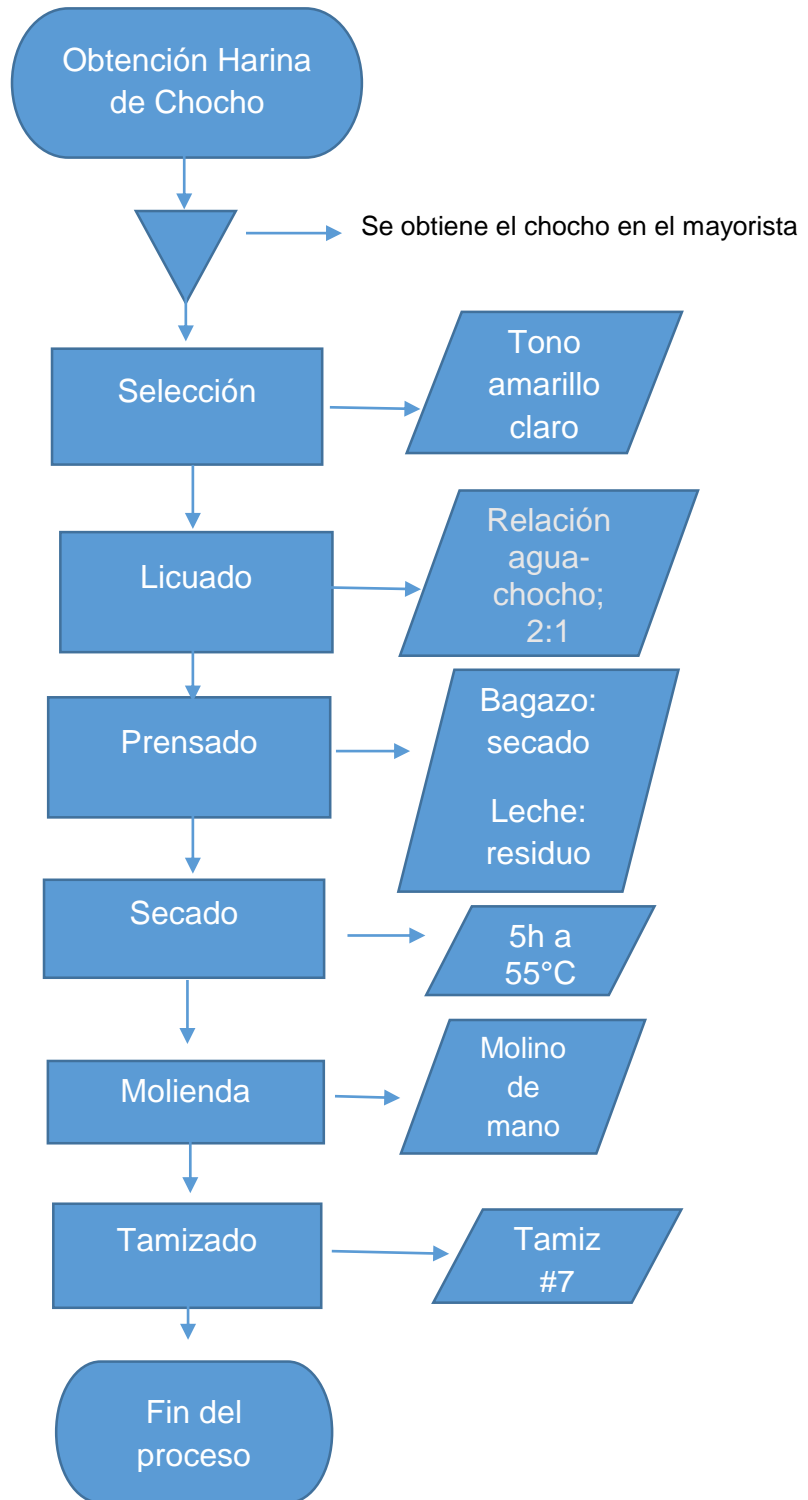 Obtención Harina
de Chocho
Se obtiene el chocho en el mayorista
Selección
Tono
amarillo
claro
Licuado
Relación
agua-
chocho;
2:1
Prensado
Bagazo:
secado
Leche:
residuo
Secado
5h a
55°C
Molienda
Molino
de
mano
Tamizado
Tamiz
#7
Fin del
proceso